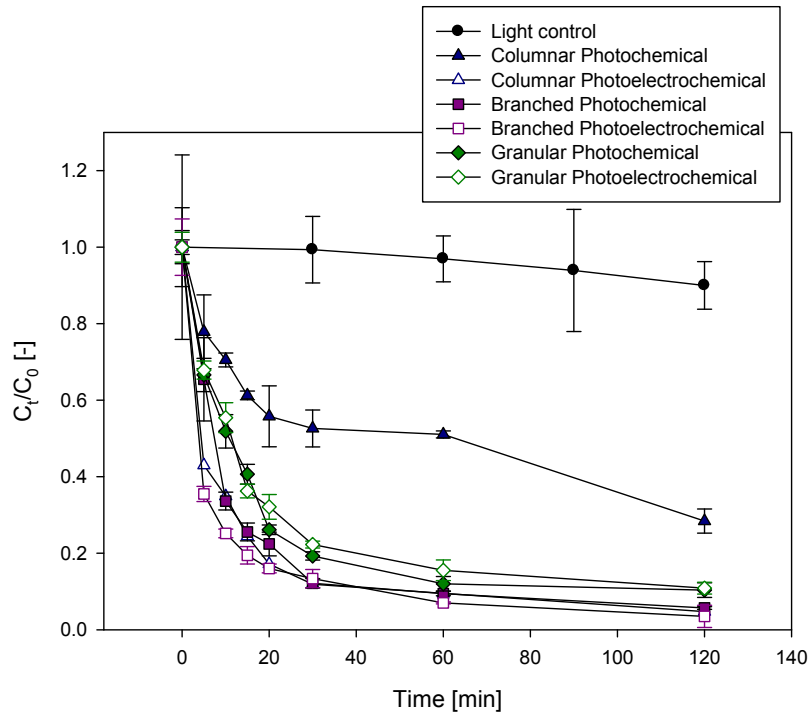 Light control
Columnar Photochemical
Columnar Photoelectrochemical
Branched Photochemical
Branched Photoelectrochemical
Granular Photochemical
Granular Photoelectrochemical
1.2
1.0
0.8
0.6
0.4
0.2
0.0
Ct/C0 [-]
0 20 40 60 80 100 120 140
Time [min]